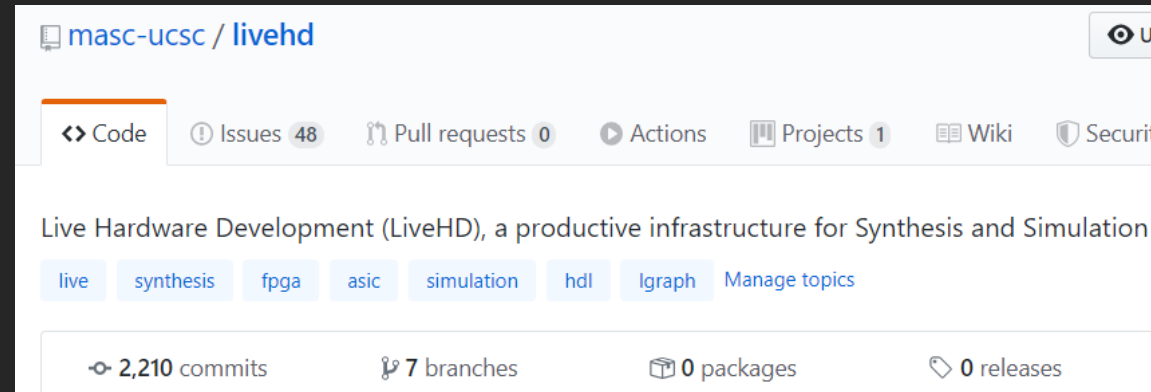 masc-ucsc / livehd
U
<> Code Issues 48 Pull requests 0 Actions Projects 1 Wiki Securit
Live Hardware Development (LiveHD), a productive infrastructure for Synthesis and Simulation
live synthesis fpga asic simulation hdl lgraph Manage topics
2,210 commits 7 branches 0 packages 0 releases